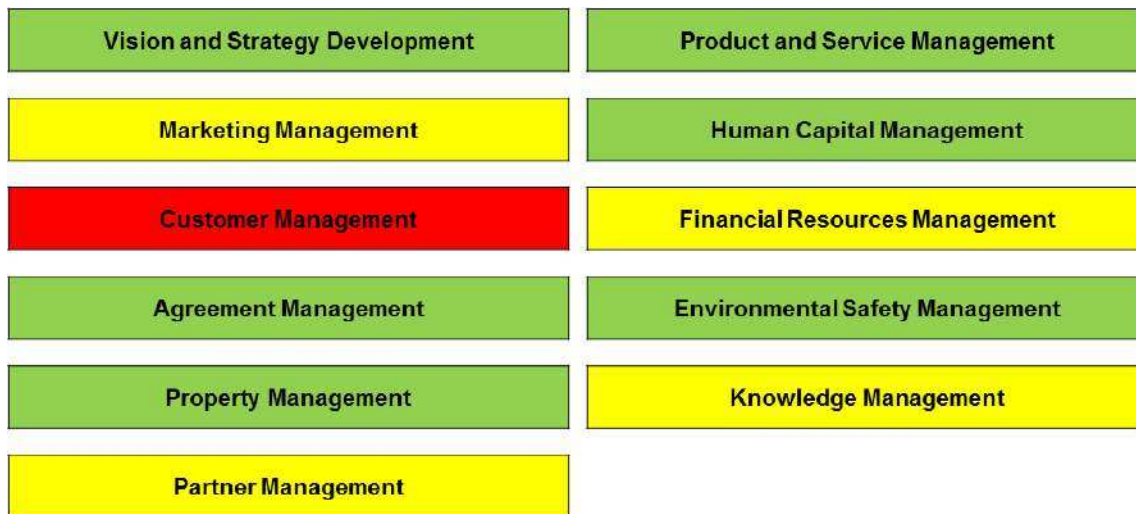 Vision and Strategy Development
Product and Service Management
Marketing Management
Human Capital Management
Customer Management
Financial Resources Management
Agreement Management
Environmental Safety Management
Property Management
Knowledge Management
Partner Management